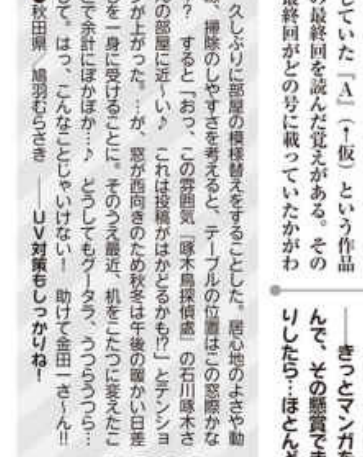 していた『A』（↑仮）という作品
の最終回を読んだ覚えがある。その
最終回がどの号に載っていたかがわ
――きっとマンガを
んで、その懸賞で
りしたら…ほとんど
久しぶりに部屋の模様替えをすることした。居心地のよさや動
、掃除のしやすさを考えると、テーブルの位置はこの窓際かな
？　すると「おっ、この雰囲気『啄木鳥探偵處』の石川啄木さ
の部屋に近～い♪　これは投稿がはかどるかも!?」とテンショ
が上がった。…が、窓が西向きのため秋冬は午後の暖かい日差
を一身に受けることに。そのうえ最近、机をこたつに変えたこ
で余計にぽかぽか…♪　どうしてもグータラ、うつらうつら…
して。はっ、こんなことじゃいけない！　助けて金田一さ～ん!!
●秋田県／鳩羽むらさき　――UV対策もしっかりね！